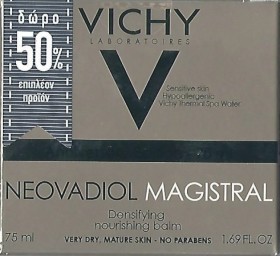 δώρο
50%
επιπλέον
προϊόν
VICHY
LABORATOIRES
Sensitive skin
Hypoallergenic
Vichy Thermal Spa Water
NEOVADIOL MAGISTRAL
Densifying
nourishing balm
75 ml
VERY DRY, MATURE SKIN - NO PARABENS
1.69 FL.OZ